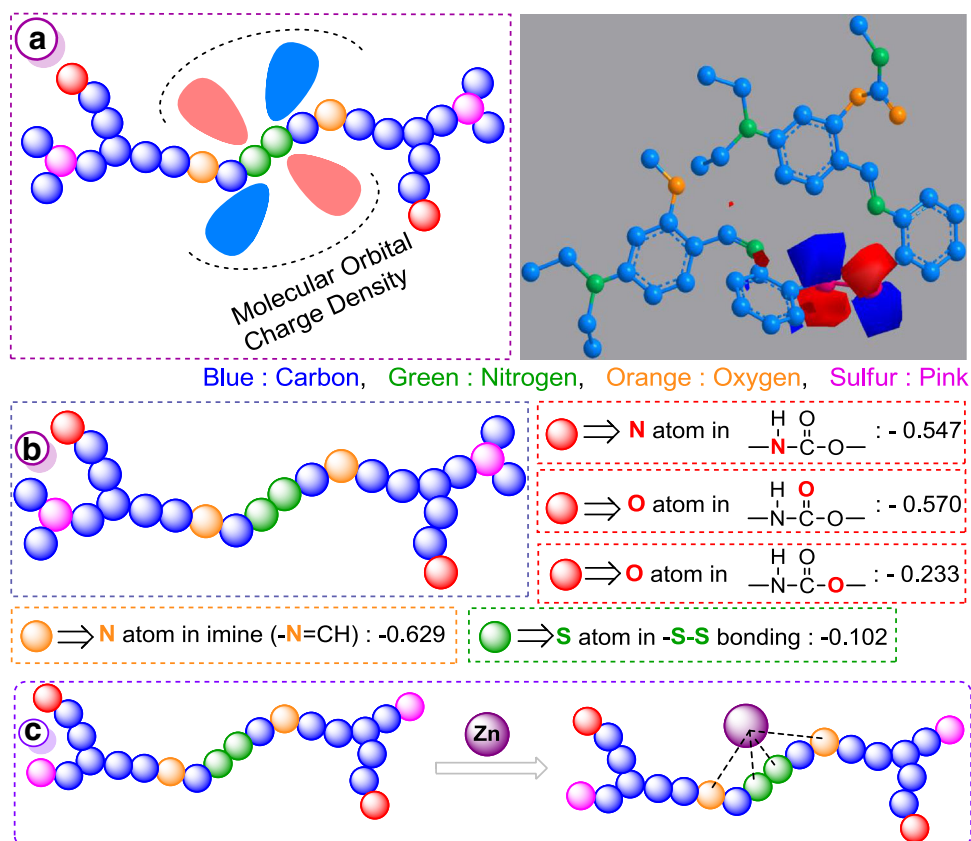 a
Molecular Orbital
Charge Density
Blue : Carbon, Green : Nitrogen, Orange : Oxygen, Sulfur : Pink
b
N atom in H O N C O : - 0.547
O atom in H O N C O : - 0.570
O atom in H O N C O : - 0.233
N atom in imine (-N=CH) : -0.629
S atom in -S-S bonding : -0.102
c
Zn